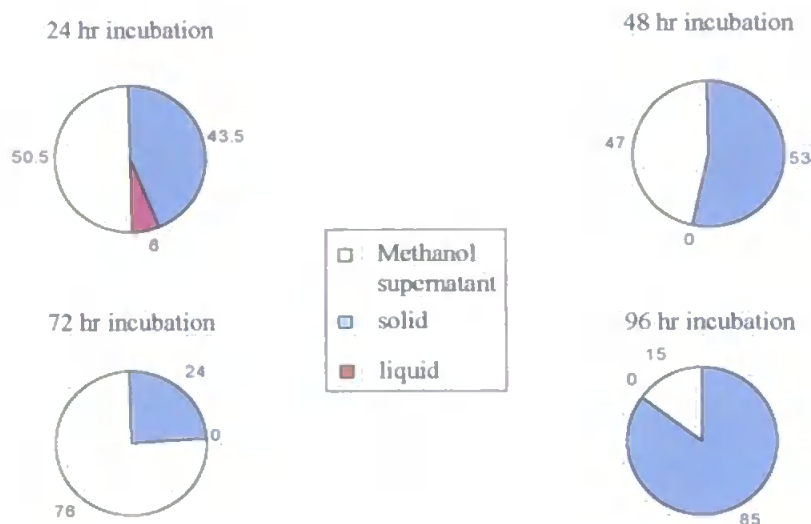 24 hr incubation
48 hr incubation
50.5
43.5
6
47
53
0
Methanol
supernatant
solid
liquid
72 hr incubation
96 hr incubation
24
0
76
15
0
85